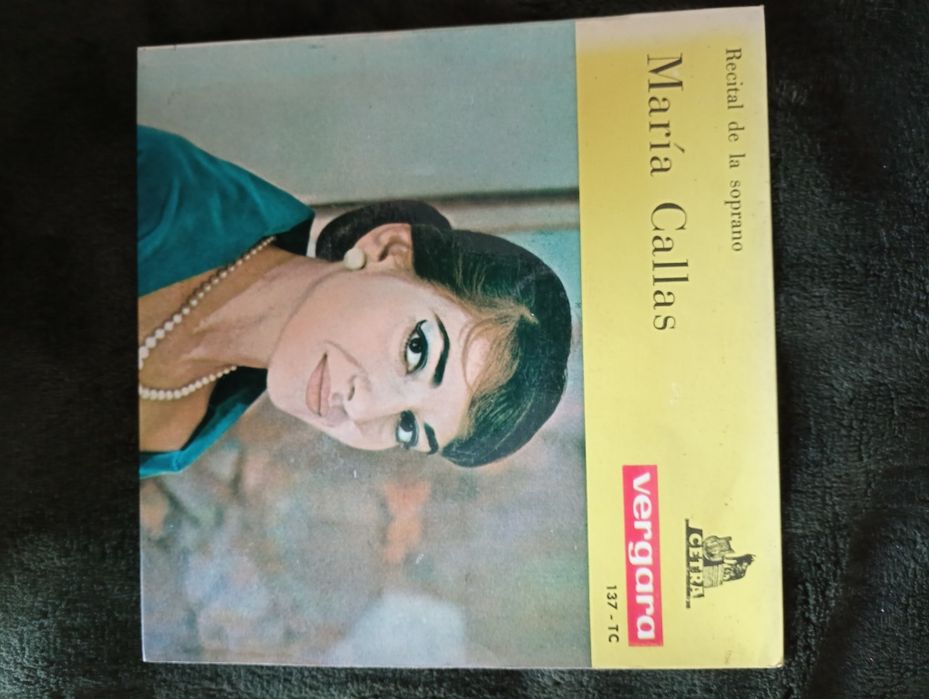 Recital de la soprano
María Callas
CETRA
vergara
137 - TC